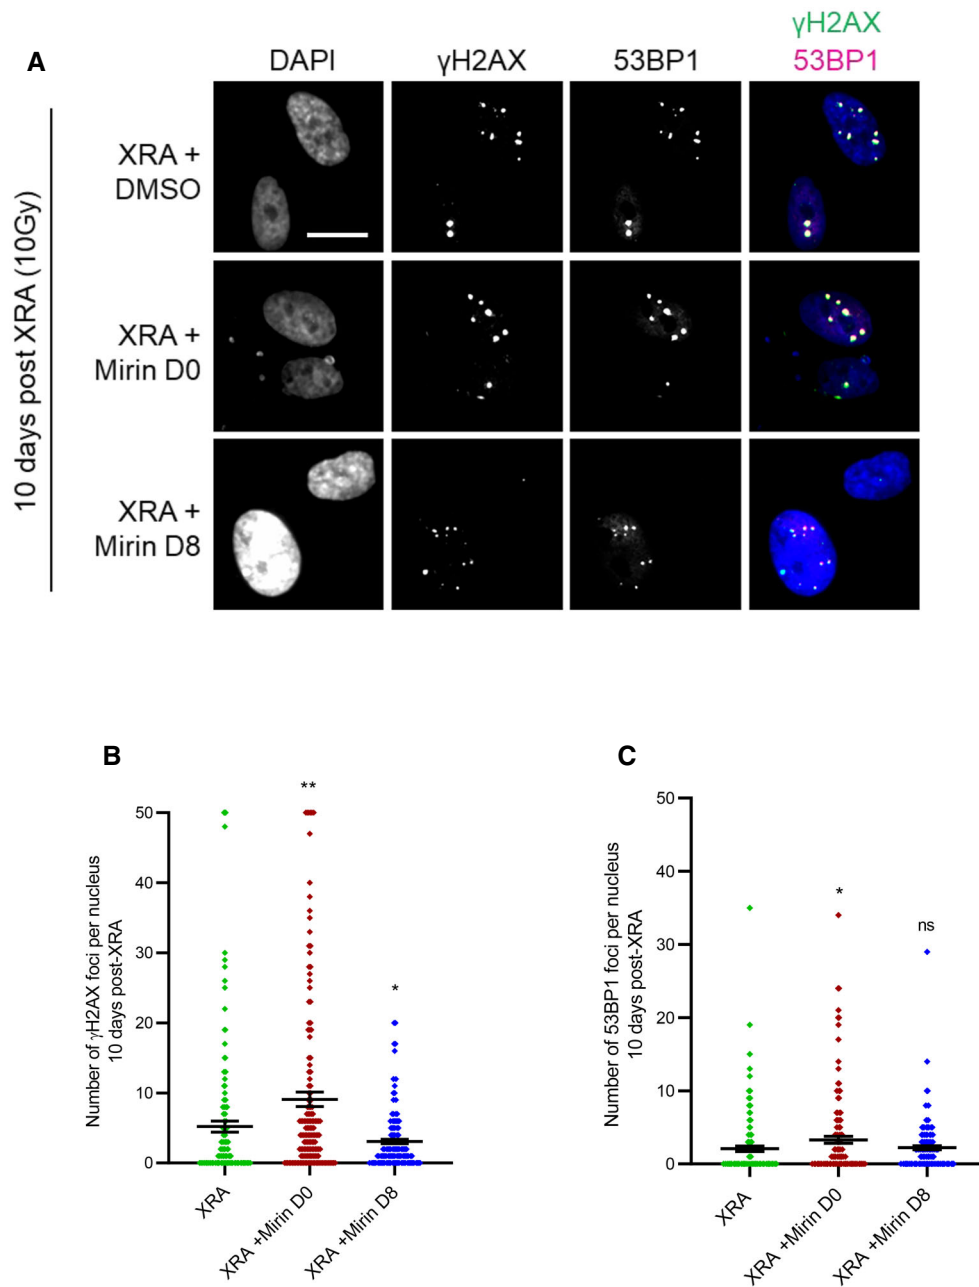 A
DAPI
γH2AX
53BP1
γH2AX
53BP1
10 days post XRA (10Gy)
XRA +
DMSO
XRA +
Mirin D0
XRA +
Mirin D8
B
Number of γH2AX foci per nucleus
10 days post-XRA
50
40
30
20
10
0
**
*
XRA
XRA +Mirin D0
XRA +Mirin D8
C
Number of 53BP1 foci per nucleus
10 days post-XRA
50
40
30
20
10
0
*
ns
XRA
XRA +Mirin D0
XRA +Mirin D8